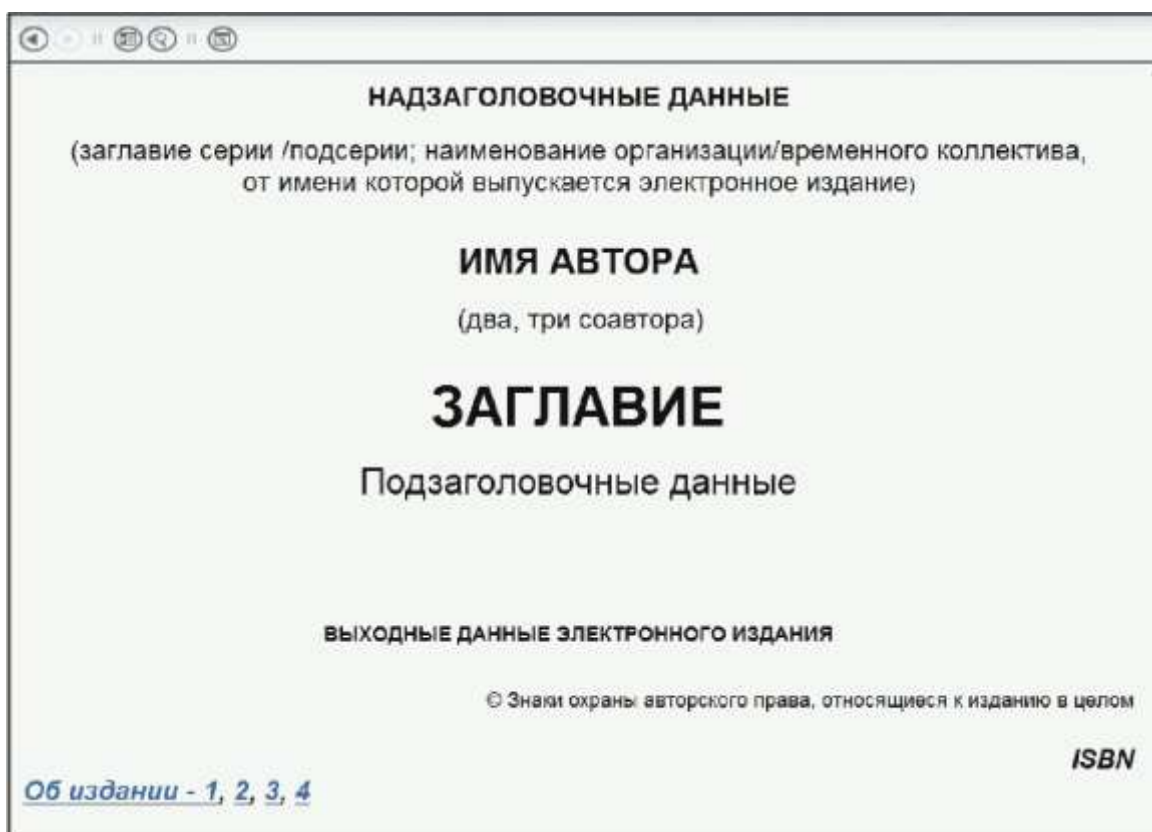 НАДЗАГОЛОВОЧНЫЕ ДАННЫЕ
(заглавие серии /подсерии; наименование организации/временного коллектива,
от имени которой выпускается электронное издание)
ИМЯ АВТОРА
(два, три соавтора)
ЗАГЛАВИЕ
Подзаголовочные данные
ВЫХОДНЫЕ ДАННЫЕ ЭЛЕКТРОННОГО ИЗДАНИЯ
© Знаки охраны авторского права, относящиеся к изданию в целом
ISBN
Об издании - 1, 2, 3, 4